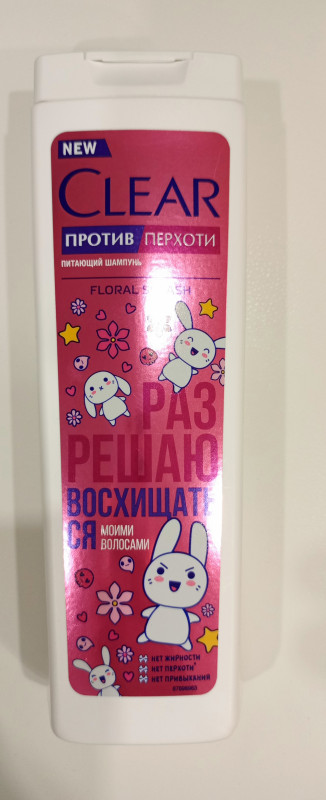 NEW
CLEAR
ПРОТИВ ПЕРХОТИ
ПИТАЮЩИЙ ШАМПУНЬ
FLORAL SPLASH
РАЗ
РЕШАЮ
ВОСХИЩАТЬ
СЯ МОИМИ
ВОЛОСАМИ
НЕТ ЖИРНОСТИ
НЕТ ПЕРХОТИ*
НЕТ ПРИВЫКАНИЯ